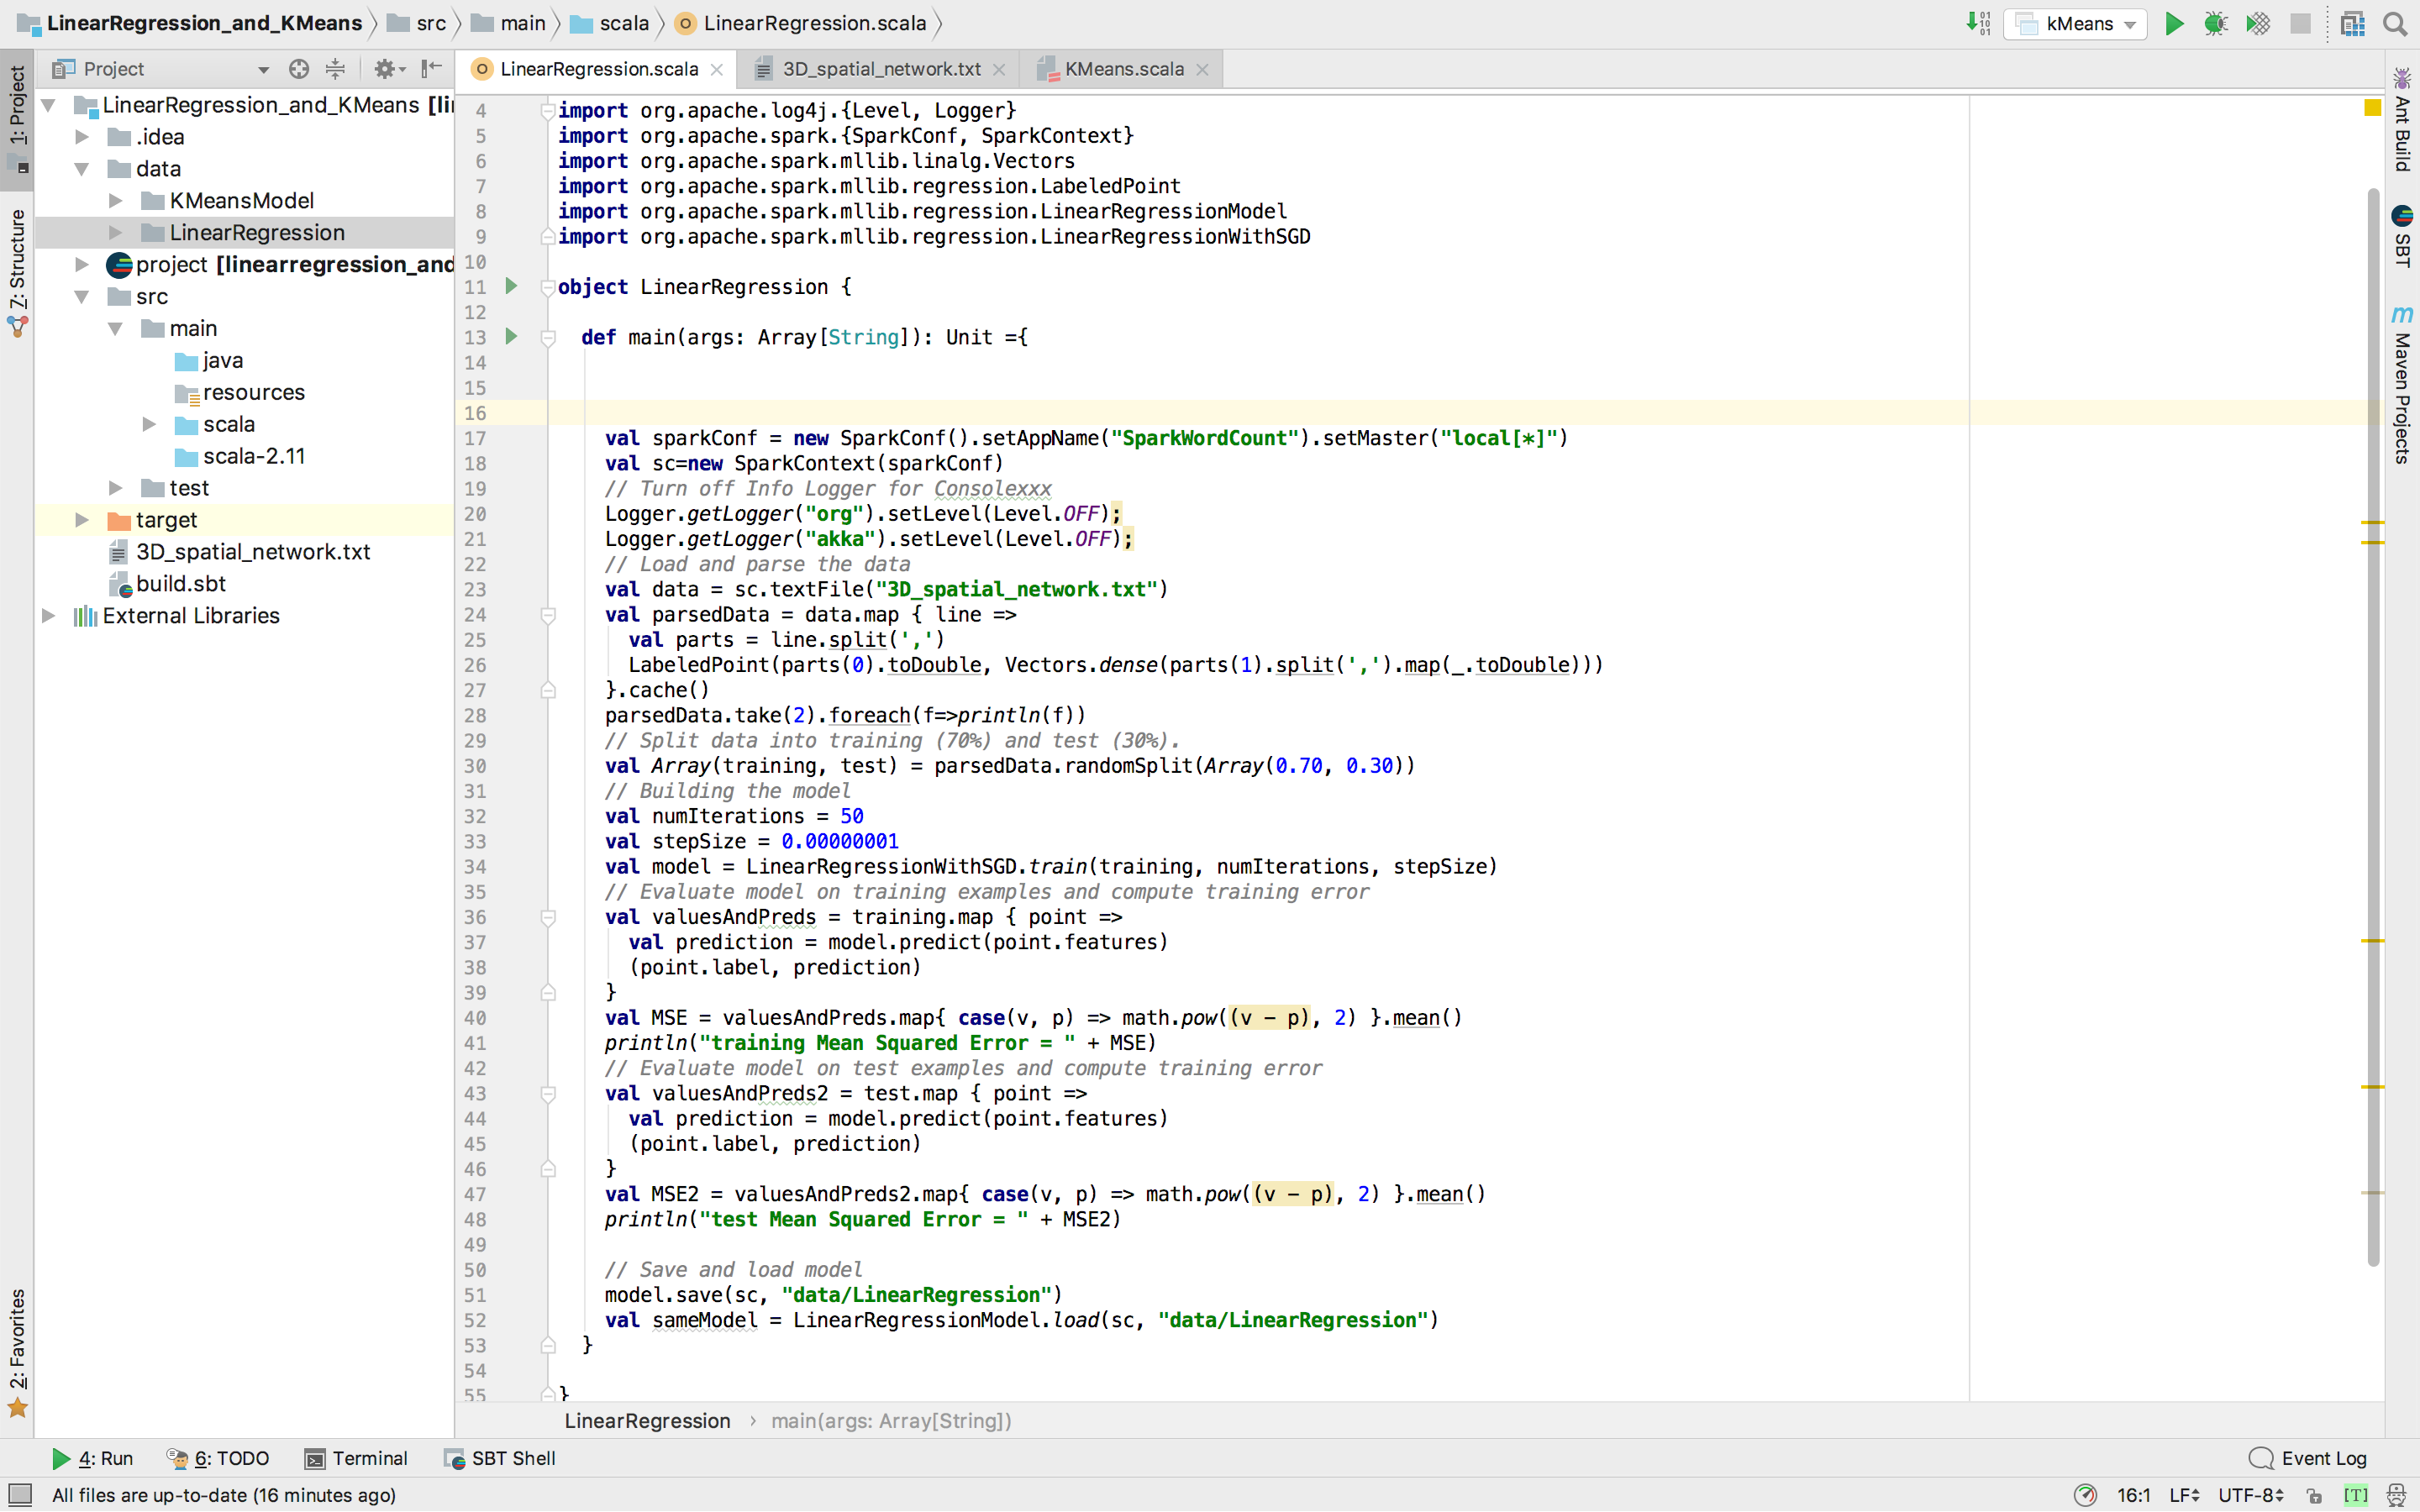 LinearRegression_and_KMeans src main scala LinearRegression.scala kMeans
Project
LinearRegression.scala 3D_spatial_network.txt KMeans.scala
1: Project
Z: Structure
2: Favorites
LinearRegression_and_KMeans [li
.idea
data
KMeansModel
LinearRegression
project [linearregression_and
src
main
java
resources
scala
scala-2.11
test
target
3D_spatial_network.txt
build.sbt
External Libraries
4 import org.apache.log4j.{Level, Logger}
5 import org.apache.spark.{SparkConf, SparkContext}
6 import org.apache.spark.mllib.linalg.Vectors
7 import org.apache.spark.mllib.regression.LabeledPoint
8 import org.apache.spark.mllib.regression.LinearRegressionModel
9 import org.apache.spark.mllib.regression.LinearRegressionWithSGD
10
11 object LinearRegression {
12
13 def main(args: Array[String]): Unit ={
14
15
16
17 val sparkConf = new SparkConf().setAppName("SparkWordCount").setMaster("local[*]")
18 val sc=new SparkContext(sparkConf)
19 // Turn off Info Logger for Consolexxx
20 Logger.getLogger("org").setLevel(Level.OFF);
21 Logger.getLogger("akka").setLevel(Level.OFF);
22 // Load and parse the data
23 val data = sc.textFile("3D_spatial_network.txt")
24 val parsedData = data.map { line =>
25 val parts = line.split(',')
26 LabeledPoint(parts(0).toDouble, Vectors.dense(parts(1).split(',').map(_.toDouble)))
27 }.cache()
28 parsedData.take(2).foreach(f=>println(f))
29 // Split data into training (70%) and test (30%).
30 val Array(training, test) = parsedData.randomSplit(Array(0.70, 0.30))
31 // Building the model
32 val numIterations = 50
33 val stepSize = 0.00000001
34 val model = LinearRegressionWithSGD.train(training, numIterations, stepSize)
35 // Evaluate model on training examples and compute training error
36 val valuesAndPreds = training.map { point =>
37 val prediction = model.predict(point.features)
38 (point.label, prediction)
39 }
40 val MSE = valuesAndPreds.map{ case(v, p) => math.pow((v - p), 2) }.mean()
41 println("training Mean Squared Error = " + MSE)
42 // Evaluate model on test examples and compute training error
43 val valuesAndPreds2 = test.map { point =>
44 val prediction = model.predict(point.features)
45 (point.label, prediction)
46 }
47 val MSE2 = valuesAndPreds2.map{ case(v, p) => math.pow((v - p), 2) }.mean()
48 println("test Mean Squared Error = " + MSE2)
49
50 // Save and load model
51 model.save(sc, "data/LinearRegression")
52 val sameModel = LinearRegressionModel.load(sc, "data/LinearRegression")
53 }
54
55 }
LinearRegression › main(args: Array[String])
Ant Build
SBT
Maven Projects
4: Run 6: TODO Terminal SBT Shell Event Log
All files are up-to-date (16 minutes ago) 16:1 LF UTF-8 [T]